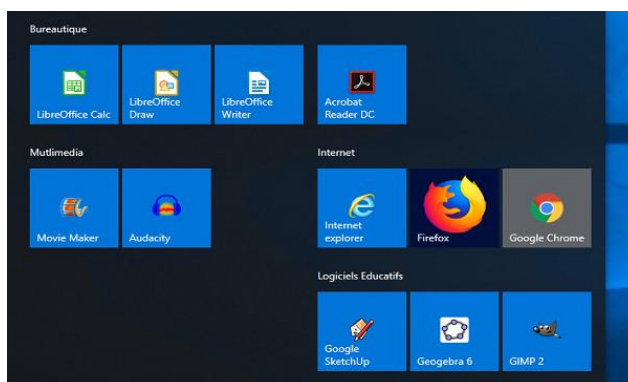 Bureautique
LibreOffice Calc
LibreOffice
Draw
LibreOffice
Writer
Acrobat
Reader DC
Mutlimedia
Movie Maker
Audacity
Internet
Internet
explorer
Firefox
Google Chrome
Logiciels Educatifs
Google
SketchUp
Geogebra 6
GIMP 2